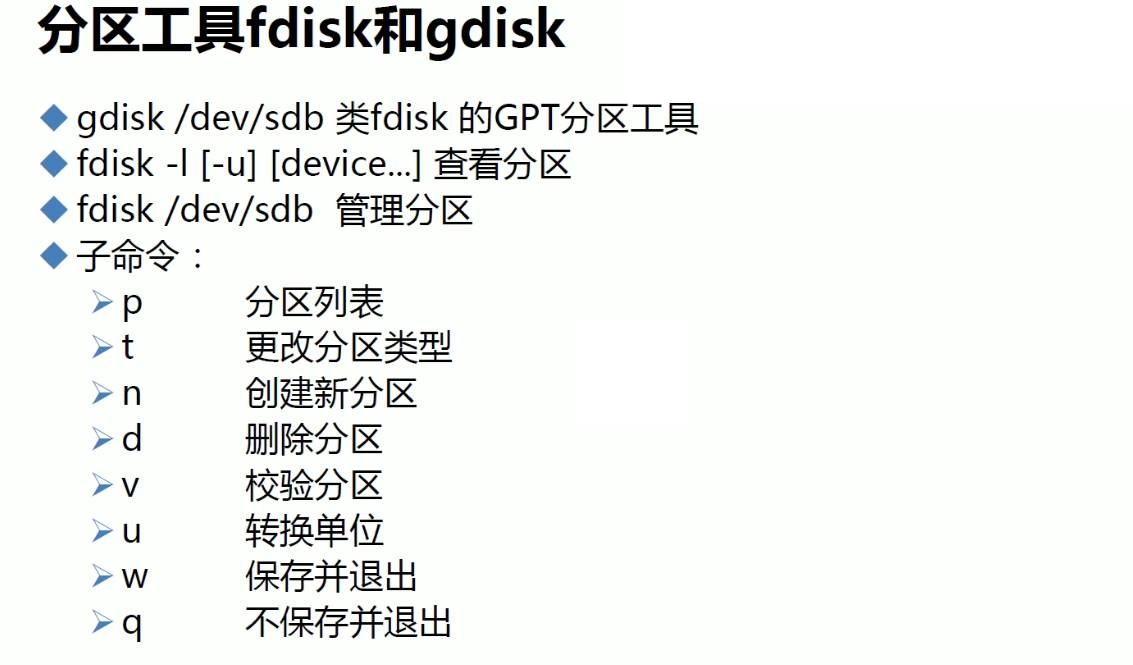 分区工具fdisk和gdisk
gdisk /dev/sdb 类fdisk 的GPT分区工具
fdisk -l [-u] [device...] 查看分区
fdisk /dev/sdb 管理分区
子命令：
p 分区列表
t 更改分区类型
n 创建新分区
d 删除分区
v 校验分区
u 转换单位
w 保存并退出
q 不保存并退出